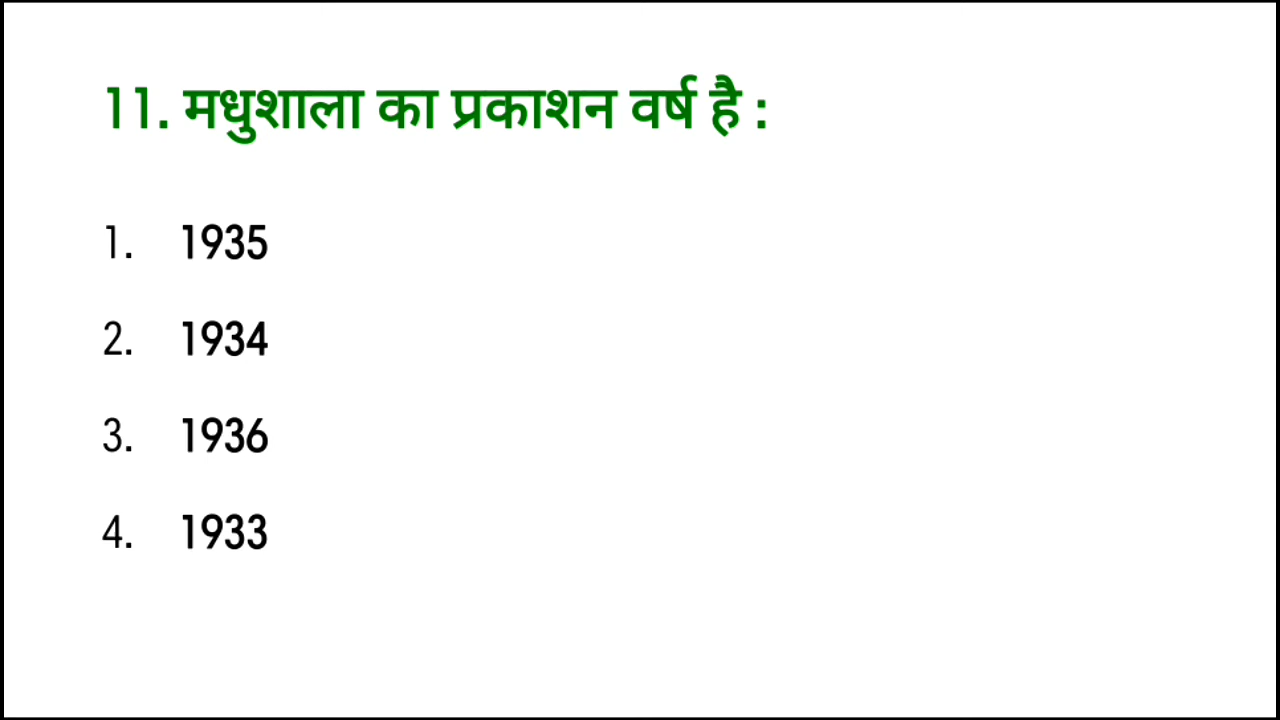 11. मधुशाला का प्रकाशन वर्ष है :
1. 1935
2. 1934
3. 1936
4. 1933